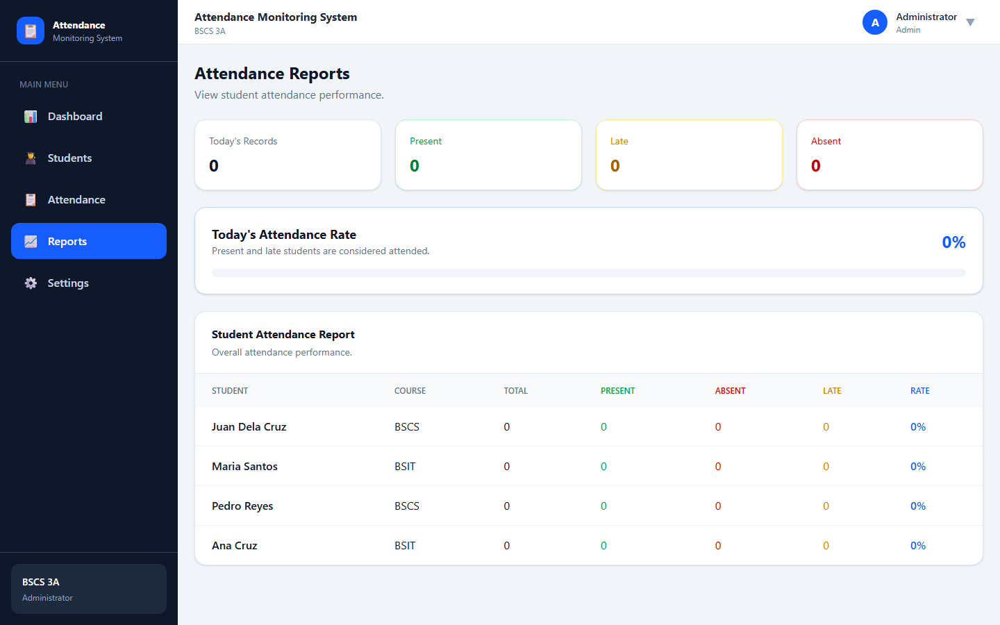 Attendance
Monitoring System
MAIN MENU
Dashboard
Students
Attendance
Reports
Settings
BSCS 3A
Administrator
Attendance Monitoring System
BSCS 3A
A
Administrator
Admin
Attendance Reports
View student attendance performance.
Today's Records
0
Present
0
Late
0
Absent
0
Today's Attendance Rate
Present and late students are considered attended.
0%
Student Attendance Report
Overall attendance performance.
STUDENT COURSE TOTAL PRESENT ABSENT LATE RATE
Juan Dela Cruz BSCS 0 0 0 0 0%
Maria Santos BSIT 0 0 0 0 0%
Pedro Reyes BSCS 0 0 0 0 0%
Ana Cruz BSIT 0 0 0 0 0%